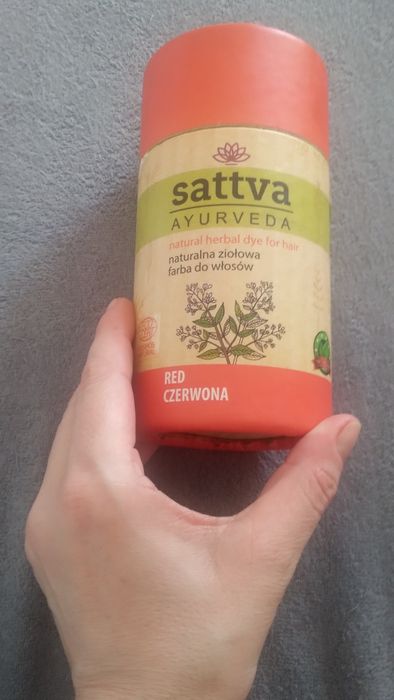 sattva
AYURVEDA
natural herbal dye for hair
naturalna ziołowa
farba do włosów
RED
CZERWONA